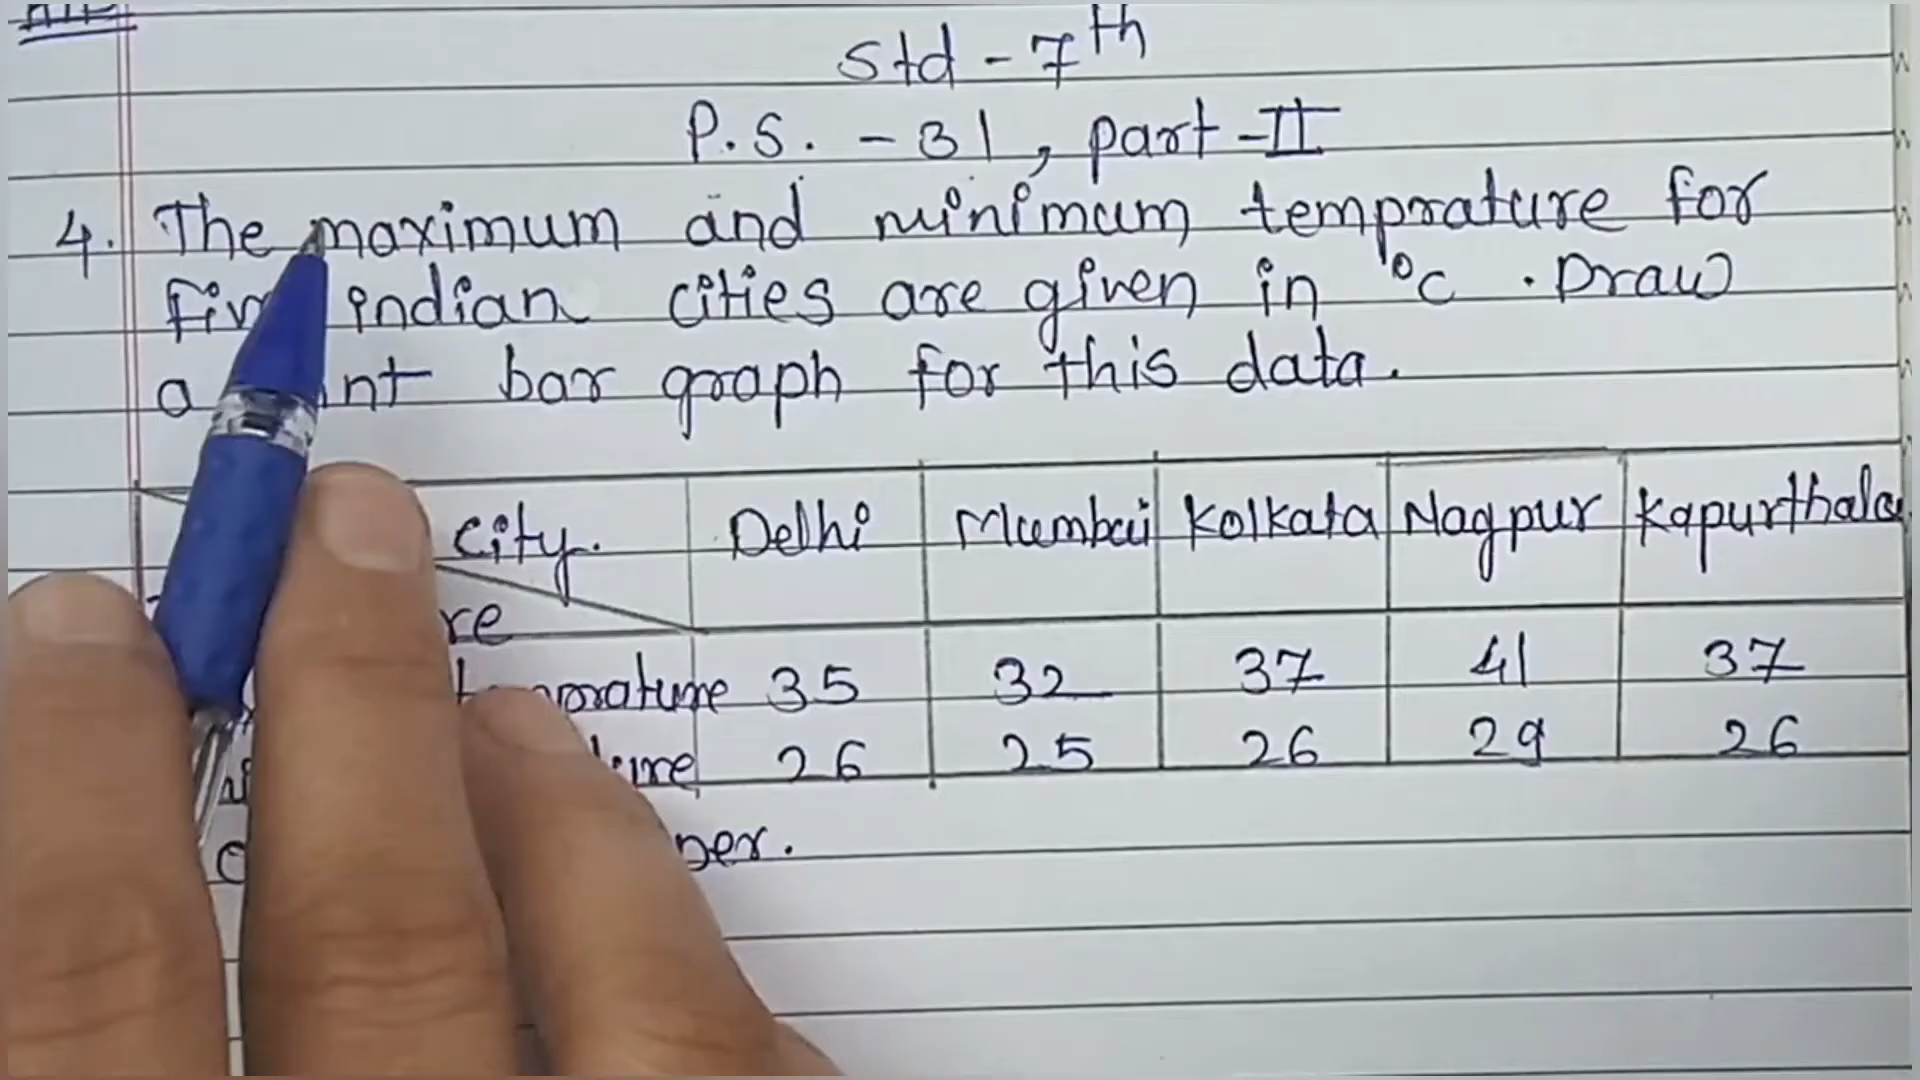 Std - 7th
P.S. - 31, part - II
4. The maximum and minimum temprature for
indian cities are given in °c . Draw
a bar graph for this data.
city. Delhi Mumbai Kolkata Nagpur Kapurthala
35 32 37 41 37
26 25 26 29 26